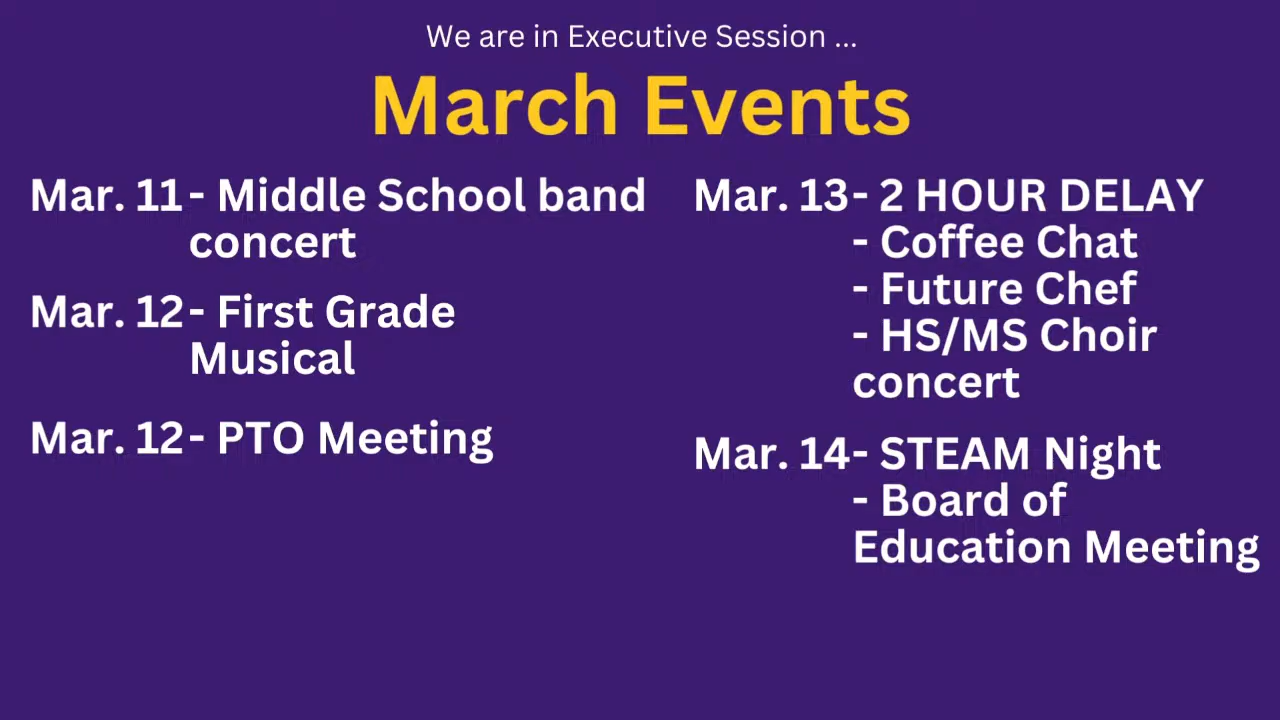 We are in Executive Session ...
March Events
Mar. 11 - Middle School band
concert
Mar. 12 - First Grade
Musical
Mar. 12 - PTO Meeting
Mar. 13 - 2 HOUR DELAY
- Coffee Chat
- Future Chef
- HS/MS Choir
concert
Mar. 14 - STEAM Night
- Board of
Education Meeting